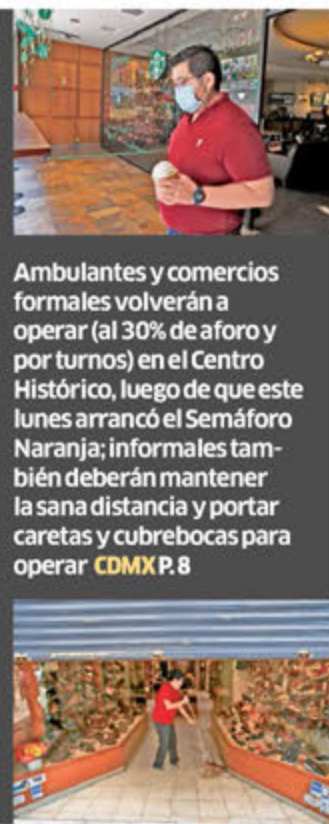 Ambulantes y comercios
formales volverán a
operar (al 30% de aforo y
por turnos) en el Centro
Histórico, luego de que este
lunes arrancó el Semáforo
Naranja; informales tam-
bién deberán mantener
la sana distancia y portar
caretas y cubrebocas para
operar CDMX P. 8